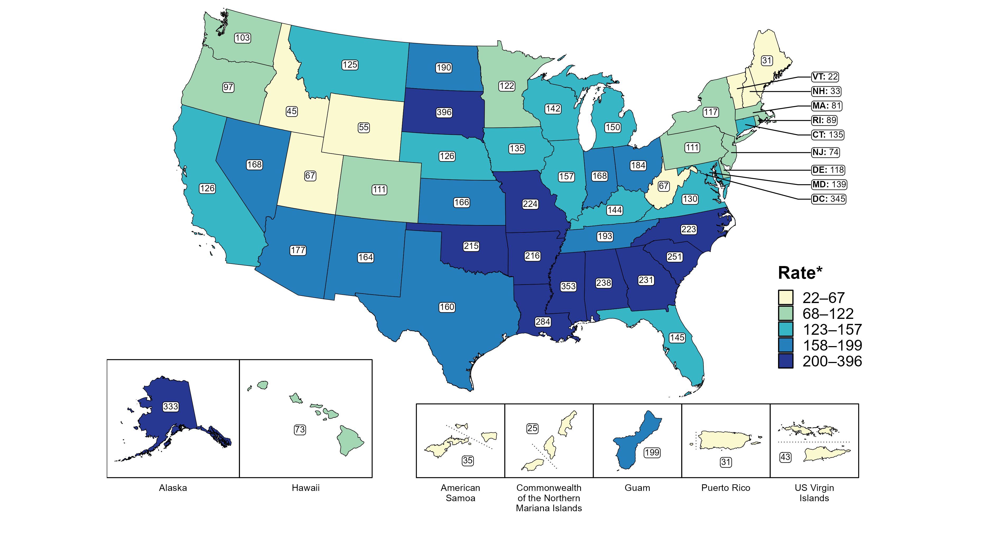 103
31
125
190
VT: 22
97
122
NH: 33
MA: 81
142
45
396
117
RI: 89
55
150
CT: 135
135
111
NJ: 74
126
168
184
DE: 118
67
157
168
MD: 139
126
111
67
DC: 345
166
224
130
144
223
193
177
215
164
216
251
Rate*
353
238
231
22–67
160
68–122
284
123–157
145
158–199
200–396
333
73
25
35
199
31
43
Alaska
Hawaii
American
Samoa
Commonwealth
of the Northern
Mariana Islands
Guam
Puerto Rico
US Virgin
Islands